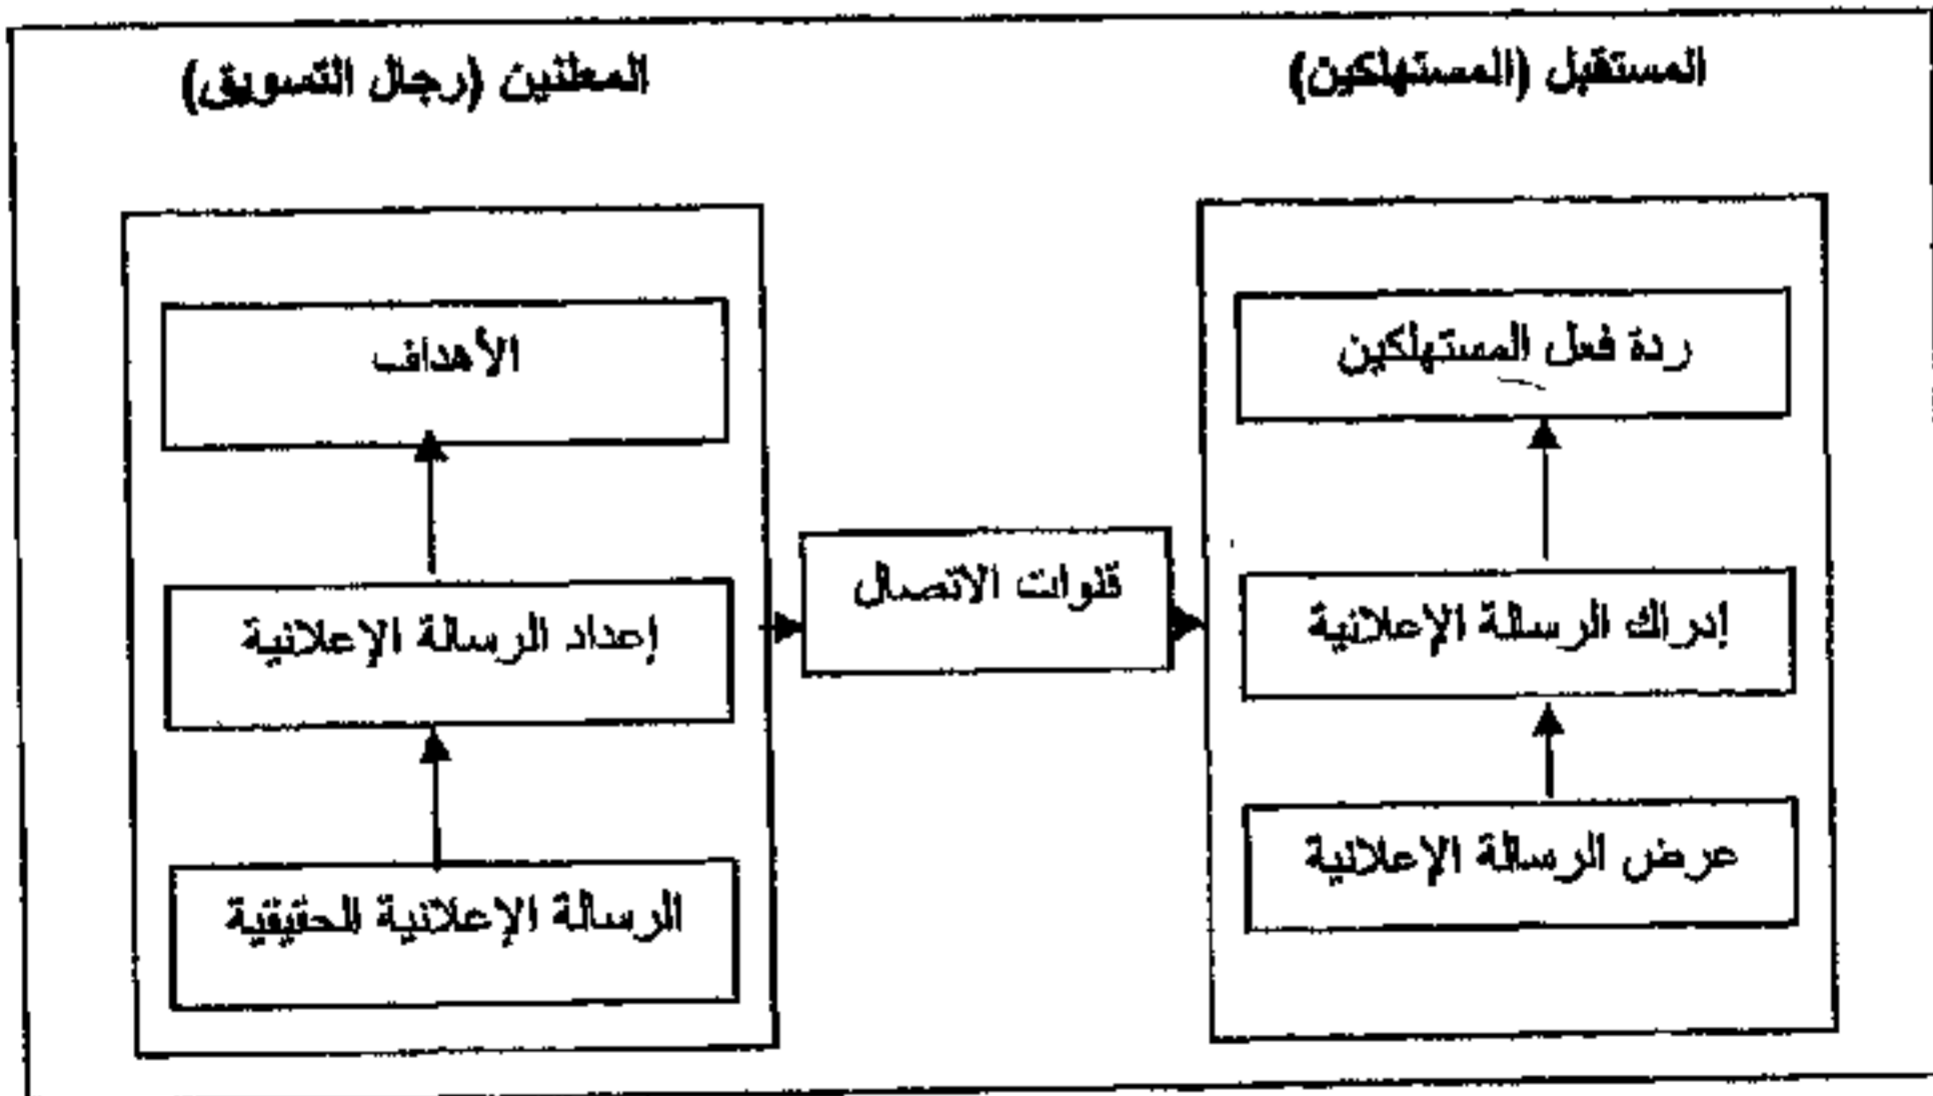 المستقبل (المستهلكين)
المعلنين (رجال التسويق)
ردة فعل المستهلكين
إدراك الرسالة الإعلانية
عرض الرسالة الإعلانية
قنوات الاتصال
الأهداف
إعداد الرسالة الإعلانية
الرسالة الإعلانية الحقيقية